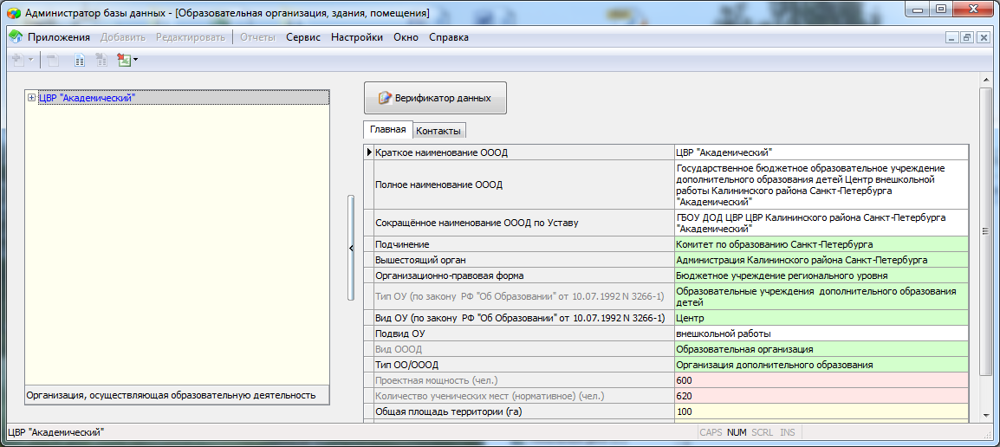 Администратор базы данных - [Образовательная организация, здания, помещения]
Приложения Добавить Редактировать Отчеты Сервис Настройки Окно Справка
ЦВР "Академический"
Организация, осуществляющая образовательную деятельность
Верификатор данных
Главная Контакты
Краткое наименование ОООД ЦВР "Академический"
Полное наименование ОООД
Государственное бюджетное образовательное учреждение
дополнительного образования детей Центр внешкольной
работы Калининского района Санкт-Петербурга
"Академический"
Сокращённое наименование ОООД по Уставу
ГБОУ ДОД ЦВР ЦВР Калининского района Санкт-Петербурга
"Академический"
Подчинение Комитет по образованию Санкт-Петербурга
Вышестоящий орган Администрация Калининского района Санкт-Петербурга
Организационно-правовая форма Бюджетное учреждение регионального уровня
Тип ОУ (по закону РФ "Об Образовании" от 10.07.1992 N 3266-1)
Образовательные учреждения дополнительного образования
детей
Вид ОУ (по закону РФ "Об Образовании" от 10.07.1992 N 3266-1) Центр
Подвид ОУ внешкольной работы
Вид ОООД Образовательная организация
Тип ОО/ОООД Организация дополнительного образования
Проектная мощность (чел.) 600
Количество ученических мест (нормативное) (чел.) 620
Общая площадь территории (га) 100
ЦВР "Академический" CAPS NUM SCRL INS